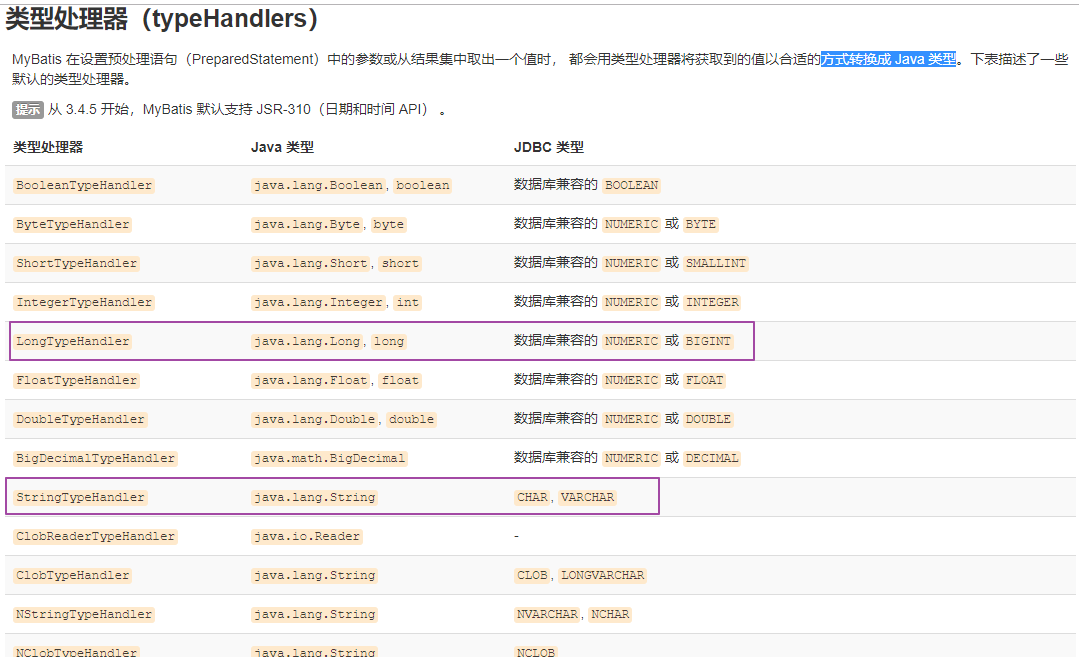 类型处理器（typeHandlers）
MyBatis 在设置预处理语句（PreparedStatement）中的参数或从结果集中取出一个值时， 都会用类型处理器将获取到的值以合适的方式转换成 Java 类型。下表描述了一些
默认的类型处理器。
提示 从 3.4.5 开始，MyBatis 默认支持 JSR-310（日期和时间 API） 。
类型处理器 Java 类型 JDBC 类型
BooleanTypeHandler java.lang.Boolean, boolean 数据库兼容的 BOOLEAN
ByteTypeHandler java.lang.Byte, byte 数据库兼容的 NUMERIC 或 BYTE
ShortTypeHandler java.lang.Short, short 数据库兼容的 NUMERIC 或 SMALLINT
IntegerTypeHandler java.lang.Integer, int 数据库兼容的 NUMERIC 或 INTEGER
LongTypeHandler java.lang.Long, long 数据库兼容的 NUMERIC 或 BIGINT
FloatTypeHandler java.lang.Float, float 数据库兼容的 NUMERIC 或 FLOAT
DoubleTypeHandler java.lang.Double, double 数据库兼容的 NUMERIC 或 DOUBLE
BigDecimalTypeHandler java.math.BigDecimal 数据库兼容的 NUMERIC 或 DECIMAL
StringTypeHandler java.lang.String CHAR, VARCHAR
ClobReaderTypeHandler java.io.Reader -
ClobTypeHandler java.lang.String CLOB, LONGVARCHAR
NStringTypeHandler java.lang.String NVARCHAR, NCHAR
NClobTypeHandler java.lang.String NCLOB